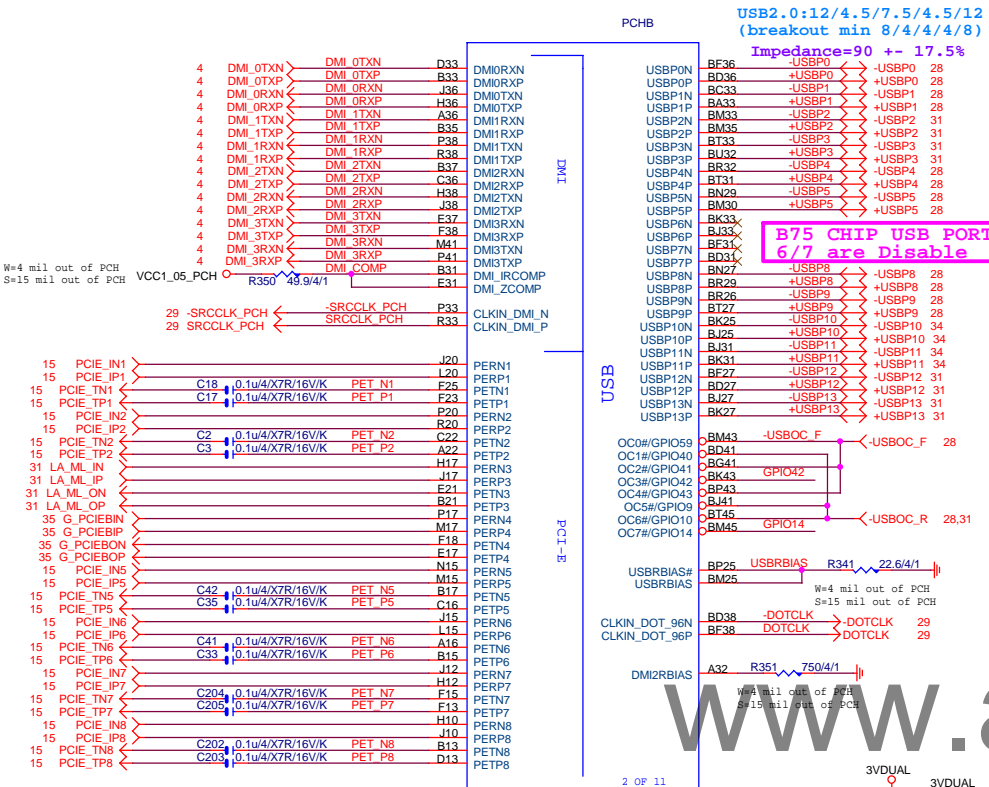 PCHB
USB2.0:12/4.5/7.5/4.5/12
(breakout min 8/4/4/4/8)
Impedance=90 +- 17.5%
4 DMI_0TXN DMI_0TXN D33 DMI0RXN
4 DMI_0TXP DMI_0TXP B33 DMI0RXP
4 DMI_0RXN DMI_0RXN J36 DMI0TXN
4 DMI_0RXP DMI_0RXP H36 DMI0TXP
4 DMI_1TXN DMI_1TXN A36 DMI1RXN
4 DMI_1TXP DMI_1TXP B35 DMI1RXP
4 DMI_1RXN DMI_1RXN P38 DMI1TXN
4 DMI_1RXP DMI_1RXP R38 DMI1TXP
4 DMI_2TXN DMI_2TXN B37 DMI2RXN
4 DMI_2TXP DMI_2TXP C36 DMI2RXP
4 DMI_2RXN DMI_2RXN H38 DMI2TXN
4 DMI_2RXP DMI_2RXP J38 DMI2TXP
4 DMI_3TXN DMI_3TXN E37 DMI3RXN
4 DMI_3TXP DMI_3TXP F38 DMI3RXP
4 DMI_3RXN DMI_3RXN M41 DMI3TXN
4 DMI_3RXP DMI_3RXP P41 DMI3TXP
W=4 mil out of PCH
S=15 mil out of PCH
VCC1_05_PCH R350 49.9/4/1 DMI_COMP B31 DMI_IRCOMP
E31 DMI_ZCOMP
29 -SRCCLK_PCH -SRCCLK_PCH P33 CLKIN_DMI_N
29 SRCCLK_PCH SRCCLK_PCH R33 CLKIN_DMI_P
15 PCIE_IN1 J20 PERN1
15 PCIE_IP1 L20 PERP1
15 PCIE_TN1 C18 0.1u/4/X7R/16V/K PET_N1 F25 PETN1
15 PCIE_TP1 C17 0.1u/4/X7R/16V/K PET_P1 F23 PETP1
15 PCIE_IN2 P20 PERN2
15 PCIE_IP2 R20 PERP2
15 PCIE_TN2 C2 0.1u/4/X7R/16V/K PET_N2 C22 PETN2
15 PCIE_TP2 C3 0.1u/4/X7R/16V/K PET_P2 A22 PETP2
31 LA_ML_IN H17 PERN3
31 LA_ML_IP J17 PERP3
31 LA_ML_ON E21 PETN3
31 LA_ML_OP B21 PETP3
35 G_PCIEBIN P17 PERN4
35 G_PCIEBIP M17 PERP4
35 G_PCIEBON F18 PETN4
35 G_PCIEBOP E17 PETP4
15 PCIE_IN5 N15 PERN5
15 PCIE_IP5 M15 PERP5
15 PCIE_TN5 C42 0.1u/4/X7R/16V/K PET_N5 B17 PETN5
15 PCIE_TP5 C35 0.1u/4/X7R/16V/K PET_P5 C16 PETP5
15 PCIE_IN6 J15 PERN6
15 PCIE_IP6 L15 PERP6
15 PCIE_TN6 C41 0.1u/4/X7R/16V/K PET_N6 A16 PETN6
15 PCIE_TP6 C33 0.1u/4/X7R/16V/K PET_P6 B15 PETP6
15 PCIE_IN7 J12 PERN7
15 PCIE_IP7 H12 PERP7
15 PCIE_TN7 C204 0.1u/4/X7R/16V/K PET_N7 F15 PETN7
15 PCIE_TP7 C205 0.1u/4/X7R/16V/K PET_P7 F13 PETP7
15 PCIE_IN8 H10 PERN8
15 PCIE_IP8 J10 PERP8
15 PCIE_TN8 C202 0.1u/4/X7R/16V/K PET_N8 B13 PETN8
15 PCIE_TP8 C203 0.1u/4/X7R/16V/K PET_P8 D13 PETP8
DMI
PCI-E
USB
USBP0N BF36 -USBP0 -USBP0 28
USBP0P BD36 +USBP0 +USBP0 28
USBP1N BC33 -USBP1 -USBP1 28
USBP1P BA33 +USBP1 +USBP1 28
USBP2N BM33 -USBP2 -USBP2 31
USBP2P BM35 +USBP2 +USBP2 31
USBP3N BT33 -USBP3 -USBP3 31
USBP3P BU32 +USBP3 +USBP3 31
USBP4N BR32 -USBP4 -USBP4 28
USBP4P BT31 +USBP4 +USBP4 28
USBP5N BN29 -USBP5 -USBP5 28
USBP5P BM30 +USBP5 +USBP5 28
USBP6N BK33
USBP6P BJ33
USBP7N BF31
USBP7P BD31
B75 CHIP USB PORT
6/7 are Disable
USBP8N BN27 -USBP8 -USBP8 28
USBP8P BR29 +USBP8 +USBP8 28
USBP9N BR26 -USBP9 -USBP9 28
USBP9P BT27 +USBP9 +USBP9 28
USBP10N BK25 -USBP10 -USBP10 34
USBP10P BJ25 +USBP10 +USBP10 34
USBP11N BJ31 -USBP11 -USBP11 34
USBP11P BK31 +USBP11 +USBP11 34
USBP12N BF27 -USBP12 -USBP12 31
USBP12P BD27 +USBP12 +USBP12 31
USBP13N BJ27 -USBP13 -USBP13 31
USBP13P BK27 +USBP13 +USBP13 31
OC0#/GPIO59 BM43 -USBOC_F -USBOC_F 28
OC1#/GPIO40 BD41
OC2#/GPIO41 BG41
OC3#/GPIO42 BK43 GPIO42
OC4#/GPIO43 BP43
OC5#/GPIO9 BJ41
OC6#/GPIO10 BT45 -USBOC_R 28,31
OC7#/GPIO14 BM45 GPIO14
USBRBIAS# BP25 USBRBIAS R341 22.6/4/1
USBRBIAS BM25
W=4 mil out of PCH
S=15 mil out of PCH
CLKIN_DOT_96N BD38 -DOTCLK -DOTCLK 29
CLKIN_DOT_96P BF38 DOTCLK DOTCLK 29
DMI2RBIAS A32 R351 750/4/1
W=4 mil out of PCH
S=15 mil out of PCH
www.a
2 OF 11
3VDUAL
3VDUAL